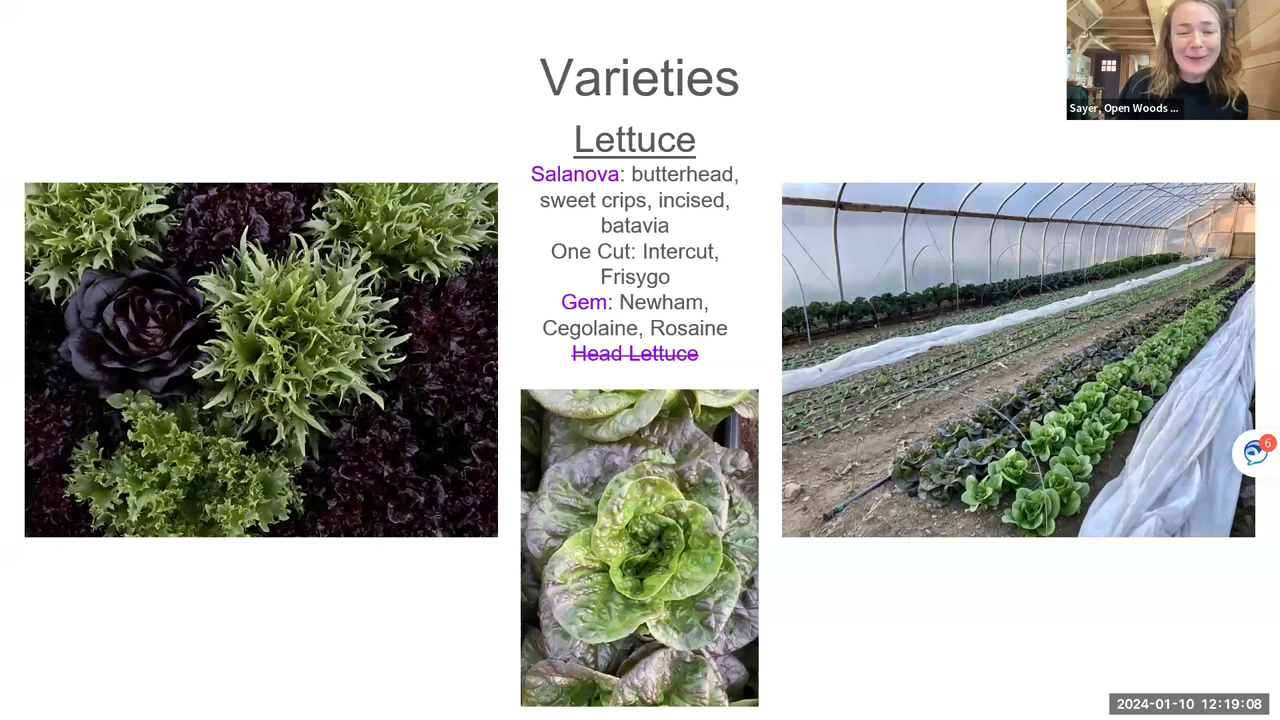 Varieties
Lettuce
Salanova: butterhead,
sweet crips, incised,
batavia
One Cut: Intercut,
Frisygo
Gem: Newham,
Cegolaine, Rosaine
Head Lettuce
Sayer, Open Woods ...
6
2024-01-10 12:19:08